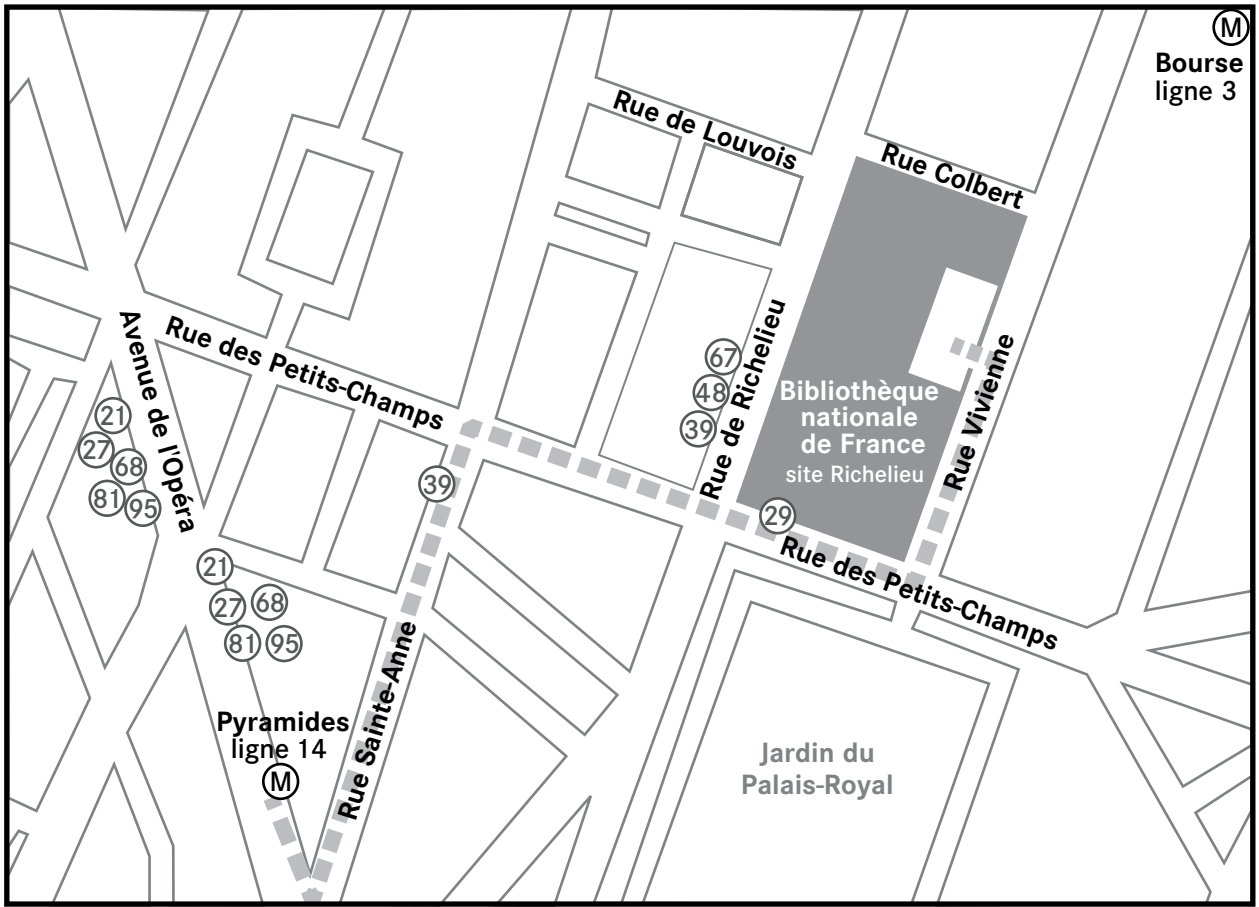 M
Bourse
ligne 3
Rue de Louvois
Rue Colbert
Avenue de l'Opéra
Rue des Petits-Champs
Rue de Richelieu
Rue Vivienne
67
48
39
Bibliothèque
nationale
de France
site Richelieu
21
27
68
81
95
39
29
Rue des Petits-Champs
21
27
68
81
95
Rue Sainte-Anne
Pyramides
ligne 14
M
Jardin du
Palais-Royal